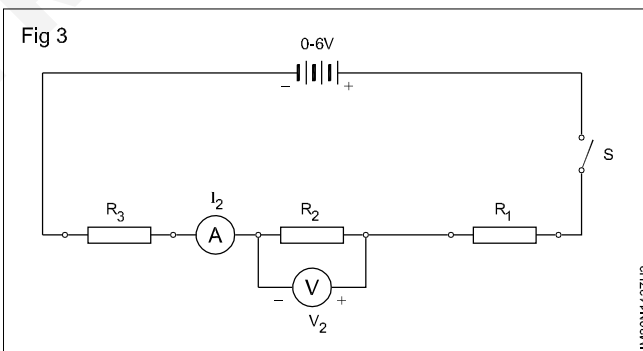 Fig 3
0-6V
− +
S
R3 I2 R2 R1
A
− V +
V2